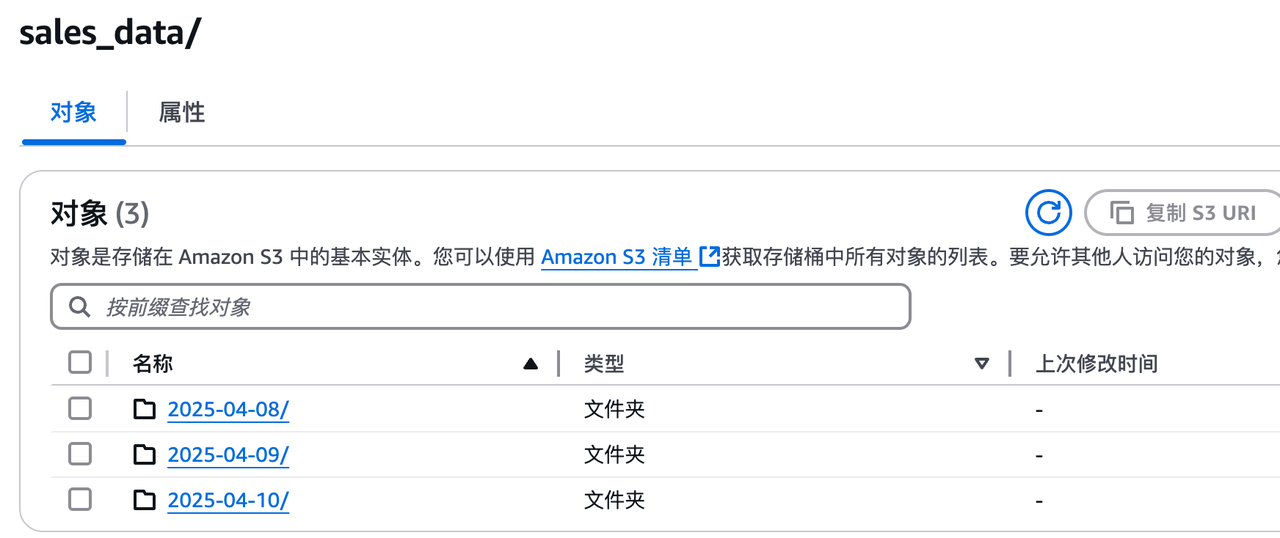 sales_data/
对象 属性
对象 (3)
复制 S3 URI
对象是存储在 Amazon S3 中的基本实体。您可以使用 Amazon S3 清单 获取存储桶中所有对象的列表。要允许其他人访问您的对象，
按前缀查找对象
名称 类型 上次修改时间
2025-04-08/ 文件夹 -
2025-04-09/ 文件夹 -
2025-04-10/ 文件夹 -